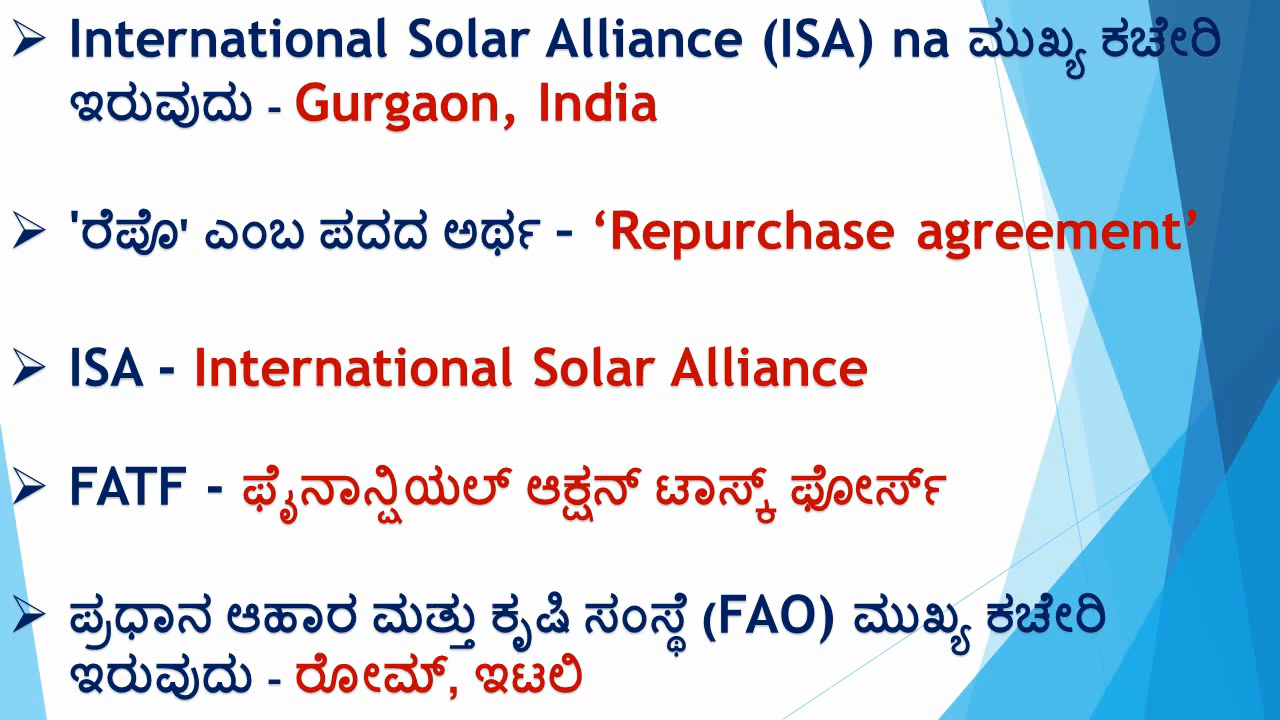 ➢ International Solar Alliance (ISA) na ಮುಖ್ಯ ಕಚೇರಿ
ಇರುವುದು - Gurgaon, India
➢ 'ರೆಪೊ' ಎಂಬ ಪದದ ಅರ್ಥ – ‘Repurchase agreement’
➢ ISA - International Solar Alliance
➢ FATF - ಫೈನಾನ್ಷಿಯಲ್ ಆಕ್ಷನ್ ಟಾಸ್ಕ್ ಫೋರ್ಸ್
➢ ಪ್ರಧಾನ ಆಹಾರ ಮತ್ತು ಕೃಷಿ ಸಂಸ್ಥೆ (FAO) ಮುಖ್ಯ ಕಚೇರಿ
ಇರುವುದು - ರೋಮ್, ಇಟಲಿ